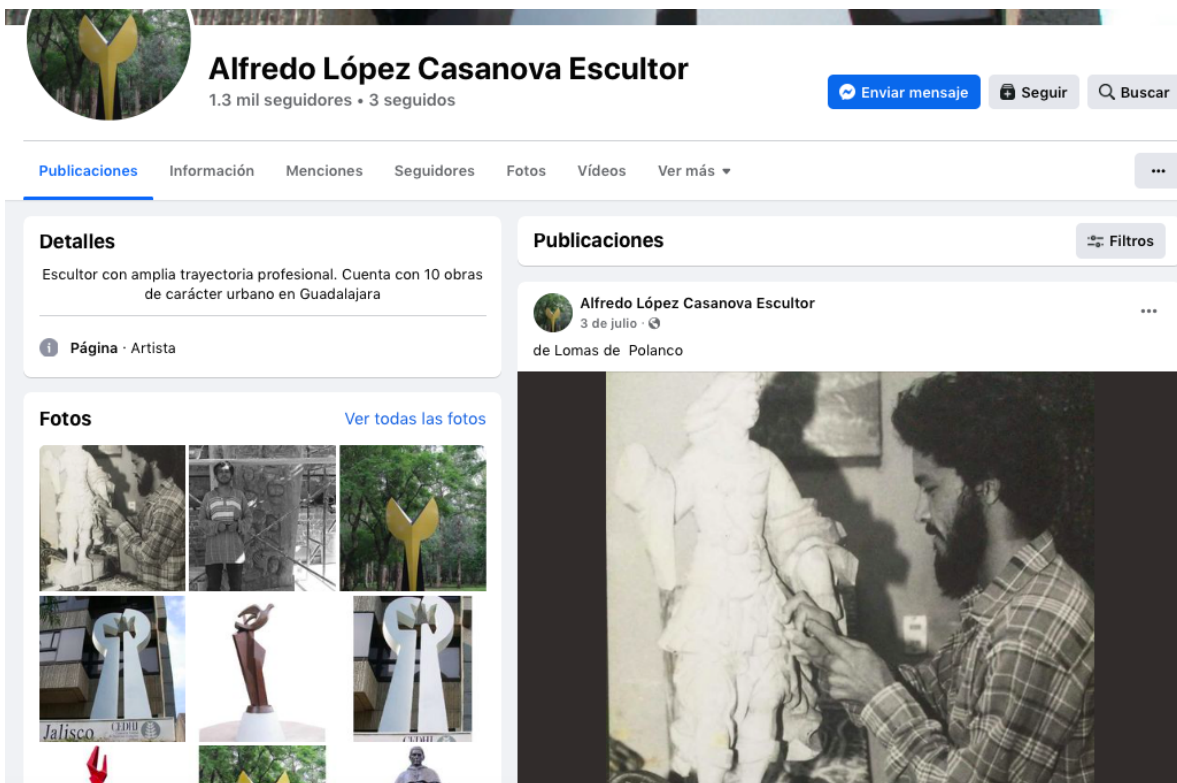 Alfredo López Casanova Escultor
1.3 mil seguidores • 3 seguidos
Enviar mensaje
Seguir
Buscar
Publicaciones
Información
Menciones
Seguidores
Fotos
Vídeos
Ver más
Detalles
Escultor con amplia trayectoria profesional. Cuenta con 10 obras
de carácter urbano en Guadalajara
Página · Artista
Fotos
Ver todas las fotos
Jalisco
CEDHJ
Publicaciones
Filtros
Alfredo López Casanova Escultor
3 de julio ·
de Lomas de Polanco